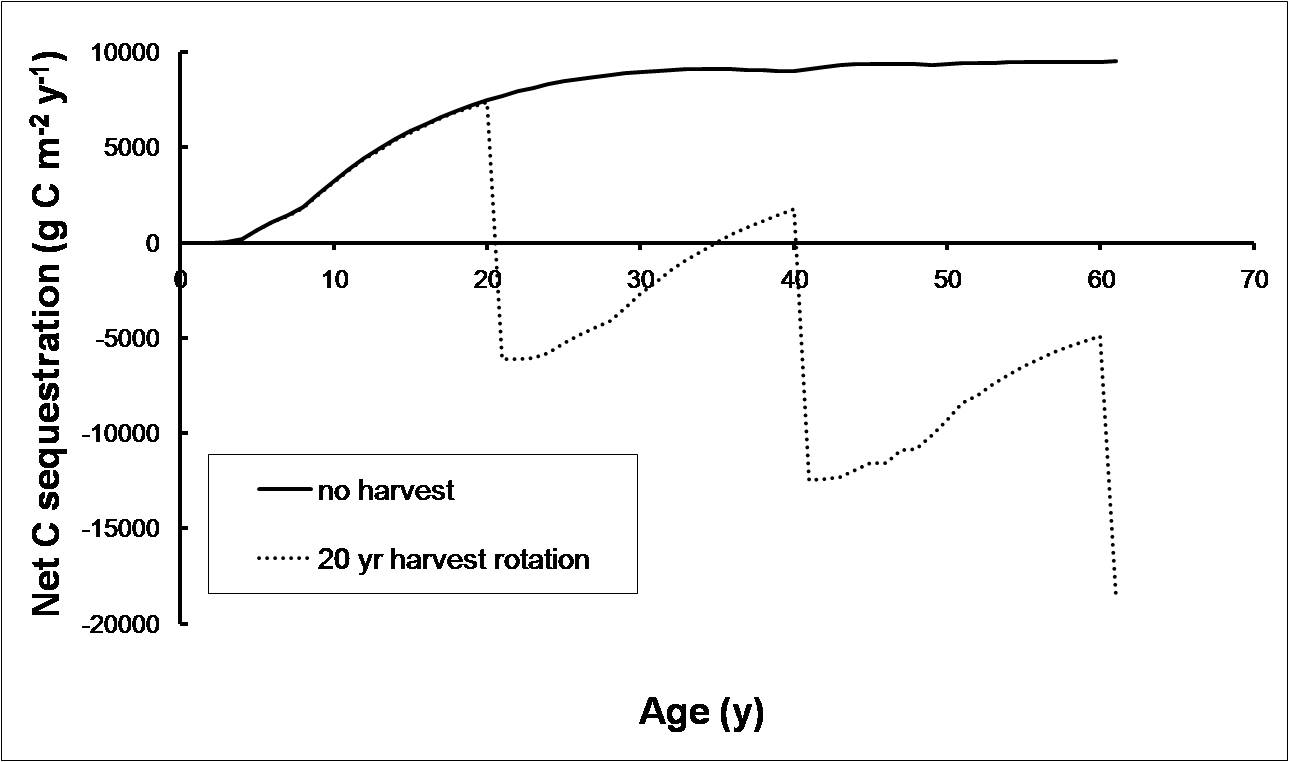 Net C sequestration (g C m-2 y-1)
10000
5000
0
-5000
-10000
-15000
-20000
0 10 20 30 40 50 60 70
no harvest
20 yr harvest rotation
Age (y)